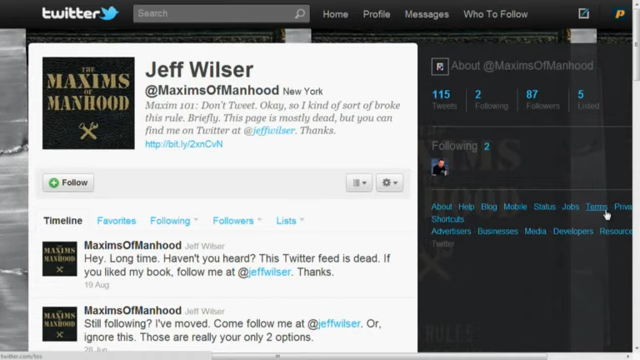 twitter
Search
Home Profile Messages Who To Follow
THE
MAXIMS
OF
MANHOOD
Jeff Wilser
@MaximsOfManhood New York
Maxim 101: Don't Tweet. Okay, so I kind of sort of broke
this rule. Briefly. This page is mostly dead, but you can
find me on Twitter at @jeffwilser. Thanks.
http://bit.ly/2xnCvN
Follow
Timeline Favorites Following Followers Lists
MaximsOfManhood Jeff Wilser
Hey. Long time. Haven't you heard? This Twitter feed is dead. If
you liked my book, follow me at @jeffwilser. Thanks.
19 Aug
MaximsOfManhood Jeff Wilser
Still following? I've moved. Come follow me at @jeffwilser. Or,
ignore this. Those are really your only 2 options.
26 Jun
About @MaximsOfManhood
115 2 87 5
Tweets Following Followers Listed
Following 2
About Help Blog Mobile Status Jobs Terms Priva
Shortcuts
Advertisers Businesses Media Developers Resource
Twitter
RULES
twitter.com/tos